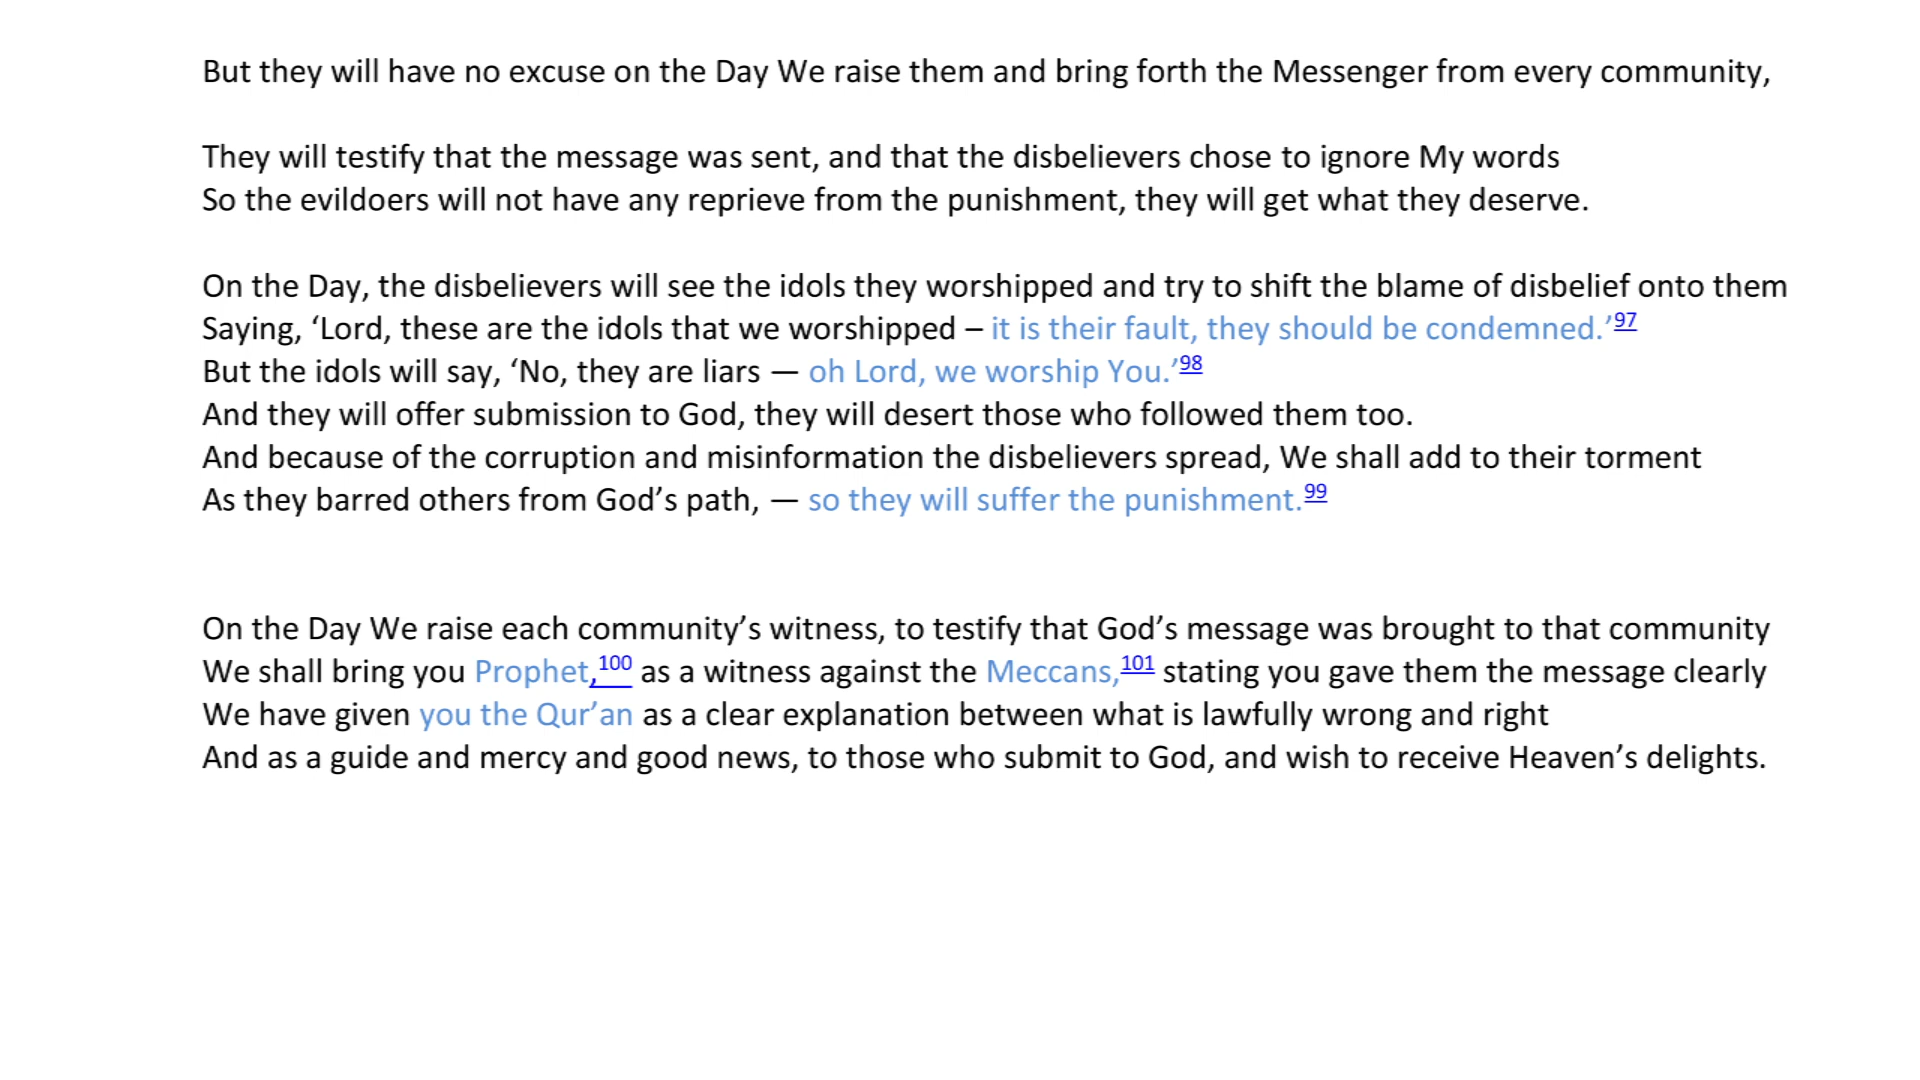 But they will have no excuse on the Day We raise them and bring forth the Messenger from every community,
They will testify that the message was sent, and that the disbelievers chose to ignore My words
So the evildoers will not have any reprieve from the punishment, they will get what they deserve.
On the Day, the disbelievers will see the idols they worshipped and try to shift the blame of disbelief onto them
Saying, ‘Lord, these are the idols that we worshipped – it is their fault, they should be condemned.’97
But the idols will say, ‘No, they are liars — oh Lord, we worship You.’98
And they will offer submission to God, they will desert those who followed them too.
And because of the corruption and misinformation the disbelievers spread, We shall add to their torment
As they barred others from God’s path, — so they will suffer the punishment.99
On the Day We raise each community’s witness, to testify that God’s message was brought to that community
We shall bring you Prophet,100 as a witness against the Meccans,101 stating you gave them the message clearly
We have given you the Qur’an as a clear explanation between what is lawfully wrong and right
And as a guide and mercy and good news, to those who submit to God, and wish to receive Heaven’s delights.